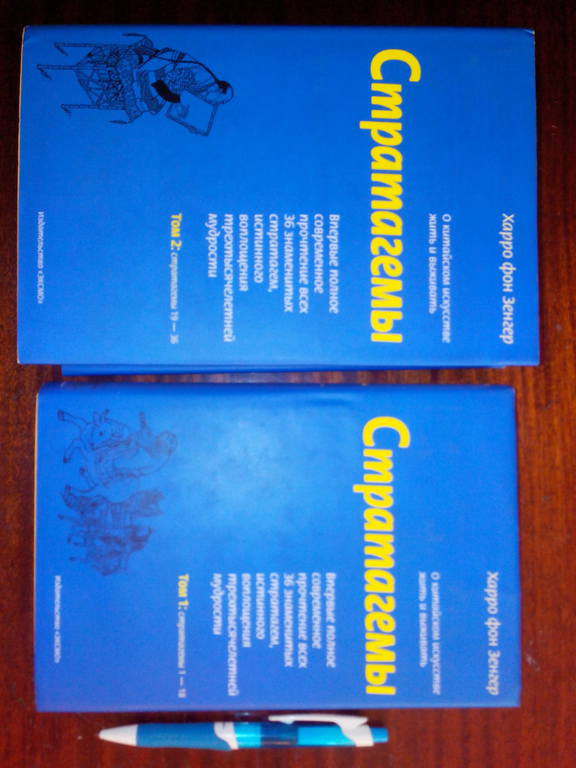 Харро фон Зенгер
О китайском искусстве
жить и выживать
Стратагемы
Впервые полное
современное
прочтение всех
36 знаменитых
стратагем,
истинного
воплощения
трехтысячелетней
мудрости
Том 2: стратагемы 19 — 36
издательство «ЭКСМО»
Харро фон Зенгер
О китайском искусстве
жить и выживать
Стратагемы
Впервые полное
современное
прочтение всех
36 знаменитых
стратагем,
истинного
воплощения
трехтысячелетней
мудрости
Том 1: стратагемы 1 — 18
издательство «ЭКСМО»